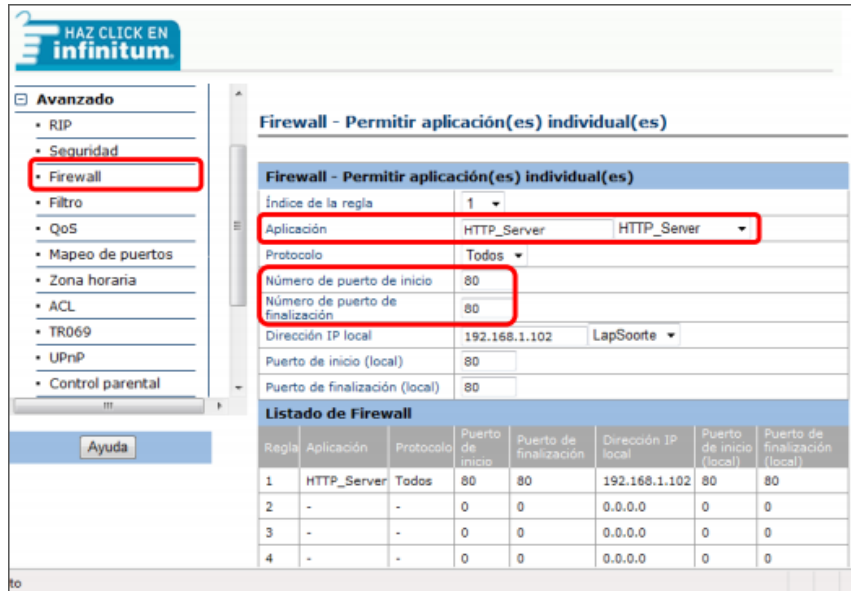 HAZ CLICK EN
infinitum.
Avanzado
RIP
Seguridad
Firewall
Filtro
QoS
Mapeo de puertos
Zona horaria
ACL
TR069
UPnP
Control parental
Ayuda
Firewall - Permitir aplicación(es) individual(es)
Firewall - Permitir aplicación(es) individual(es)
Índice de la regla 1
Aplicación HTTP_Server HTTP_Server
Protocolo Todos
Número de puerto de inicio 80
Número de puerto de finalización 80
Dirección IP local 192.168.1.102 LapSoorte
Puerto de inicio (local) 80
Puerto de finalización (local) 80
Listado de Firewall
Regla Aplicación Protocolo Puerto de inicio Puerto de finalización Dirección IP local Puerto de inicio (local) Puerto de finalización (local)
1 HTTP_Server Todos 80 80 192.168.1.102 80 80
2 - - 0 0 0.0.0.0 0 0
3 - - 0 0 0.0.0.0 0 0
4 - - 0 0 0.0.0.0 0 0
to